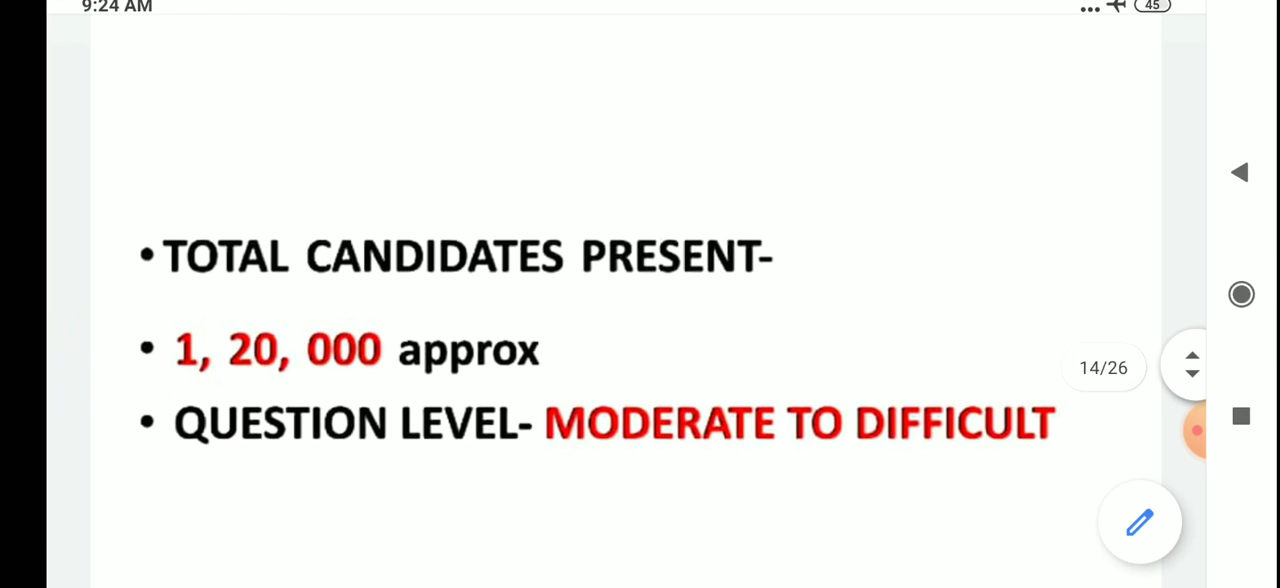 9:24 AM
45
• TOTAL CANDIDATES PRESENT-
• 1, 20, 000 approx
14/26
• QUESTION LEVEL- MODERATE TO DIFFICULT